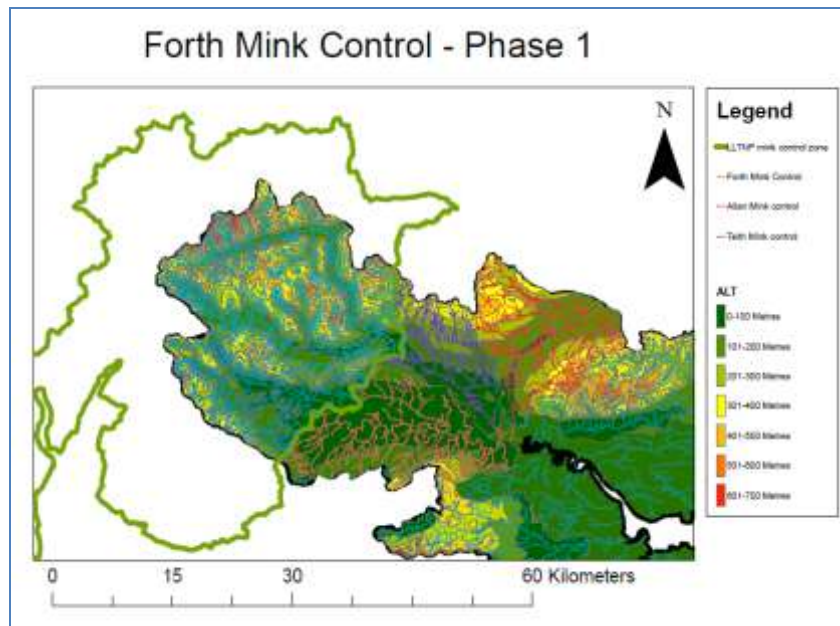 Forth Mink Control - Phase 1
N
Legend
LLTNP mink control zone
Forth Mink Control
Allan Mink control
Teith Mink control
ALT
0-100 Metres
101-200 Metres
201-300 Metres
301-400 Metres
401-500 Metres
501-600 Metres
601-700 Metres
0 15 30 60 Kilometers